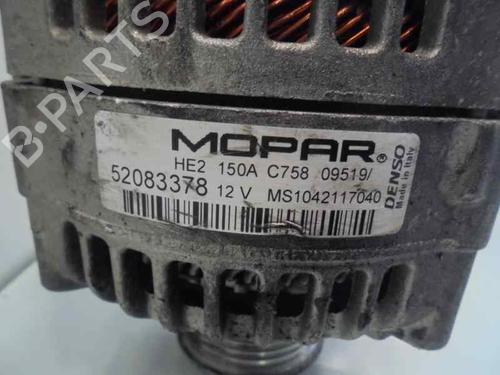 MOPAR®
HE2 150A C758 09519/
52083378 12 V MS1042117040
DENSO
Made in Italy
B-PARTS